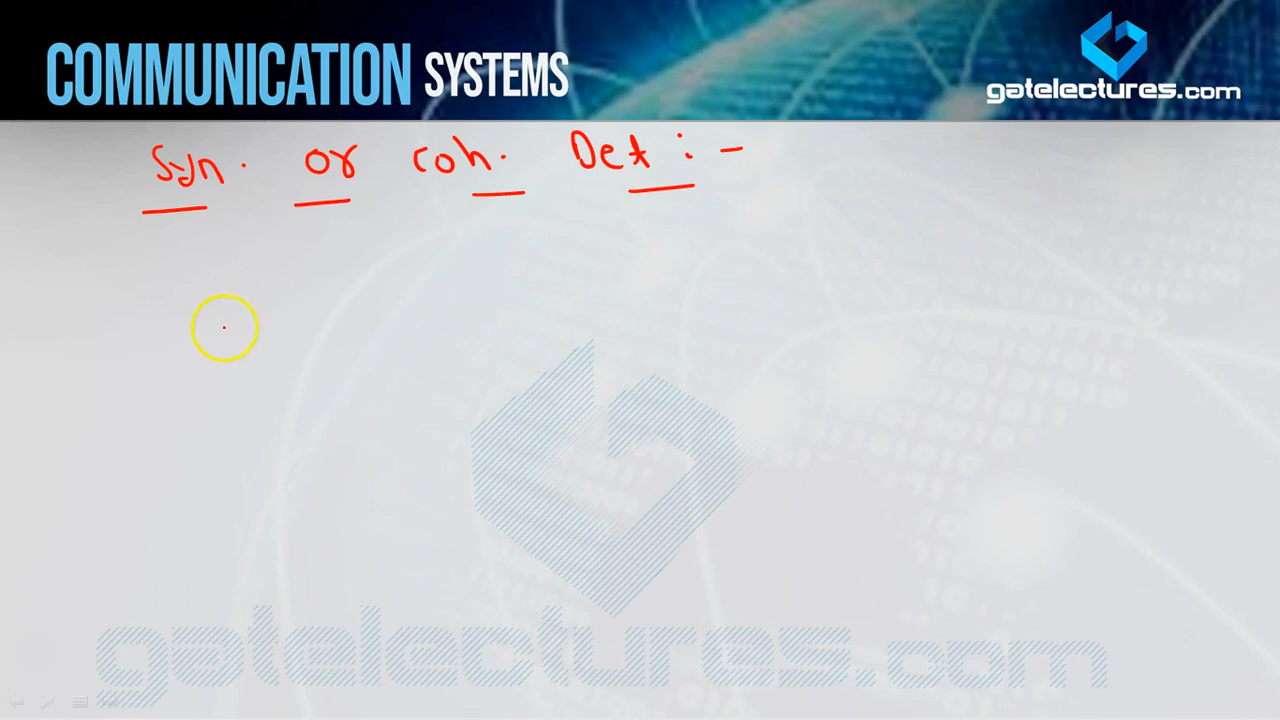 COMMUNICATION SYSTEMS
gatelectures.com
Syn. or coh. Det :-
gatelectures.com